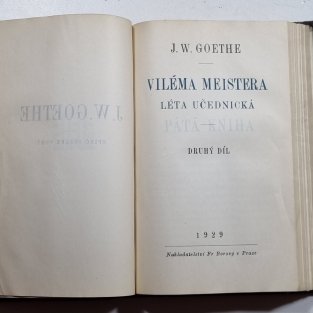 J. W. GOETHE
VILÉMA MEISTERA
LÉTA UČEDNICKÁ
PÁTÁ KNIHA
DRUHÝ DÍL
1929
Nakladatelství Fr Borový v Praze